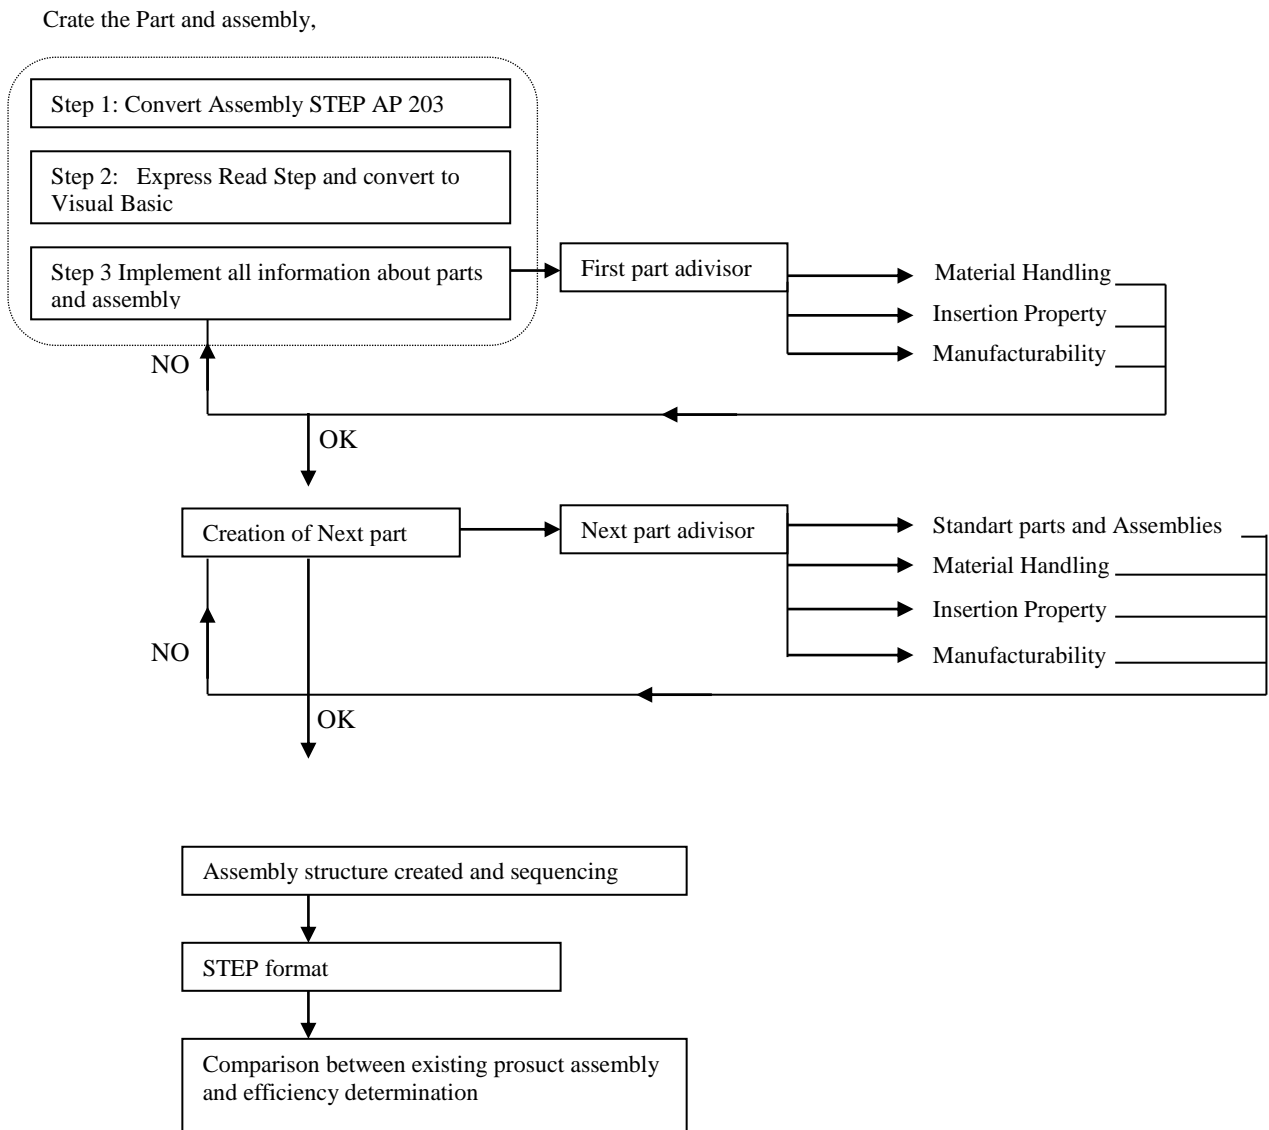 Crate the Part and assembly,
Step 1: Convert Assembly STEP AP 203
Step 2:   Express Read Step and convert to
Visual Basic
Step 3 Implement all information about parts
and assembly
First part adivisor
Material Handling
Insertion Property
Manufacturability
NO
OK
Creation of Next part
Next part adivisor
Standart parts and Assemblies
Material Handling
Insertion Property
Manufacturability
NO
OK
Assembly structure created and sequencing
STEP format
Comparison between existing prosuct assembly
and efficiency determination